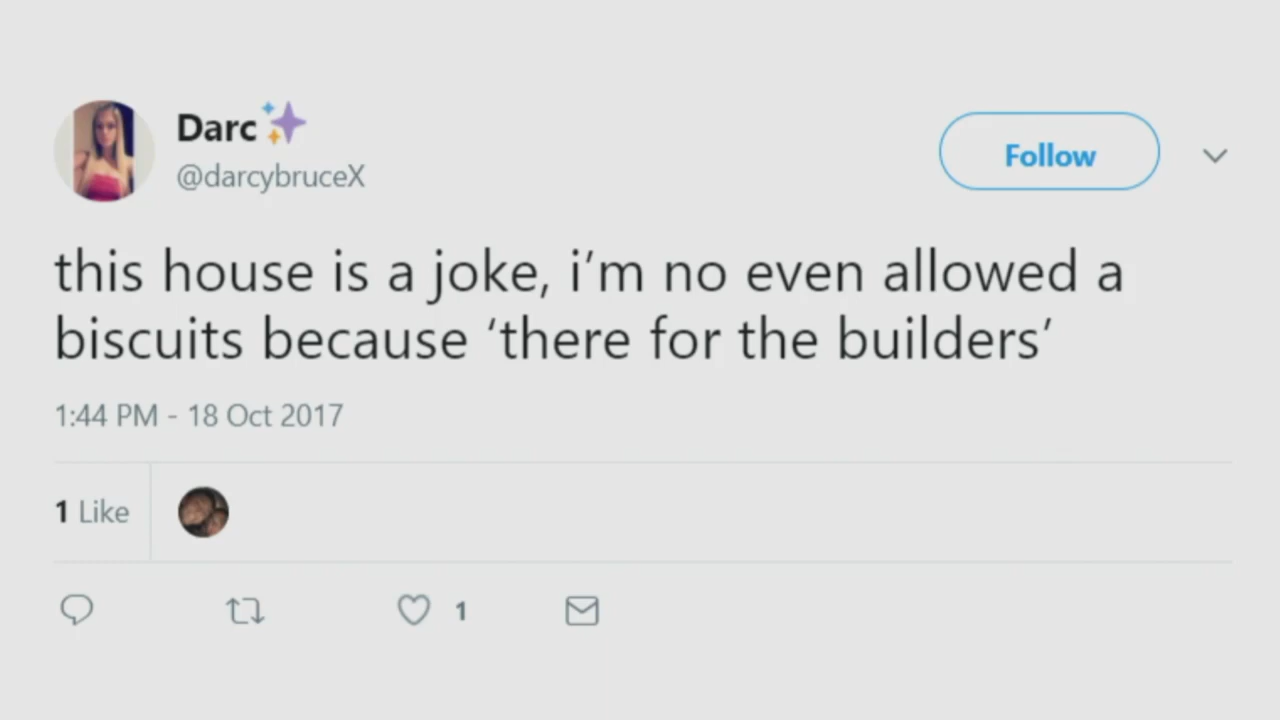 Darc✨
@darcybruceX
Follow
this house is a joke, i’m no even allowed a
biscuits because ‘there for the builders’
1:44 PM - 18 Oct 2017
1 Like
1